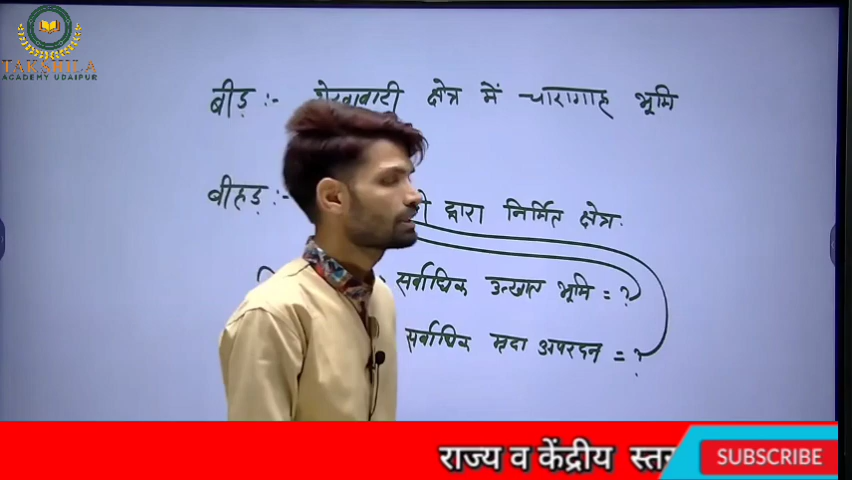 TAKSHILA
ACADEMY UDAIPUR
बीड़ :- शेखावाटी क्षेत्र में चारागाह भूमि
बीहड़ :- द्वारा निर्मित क्षेत्र.
सर्वाधिक उत्खात भूमि = ?
सर्वाधिक मृदा अपरदन = ?
राज्य व केंद्रीय
SUBSCRIBE